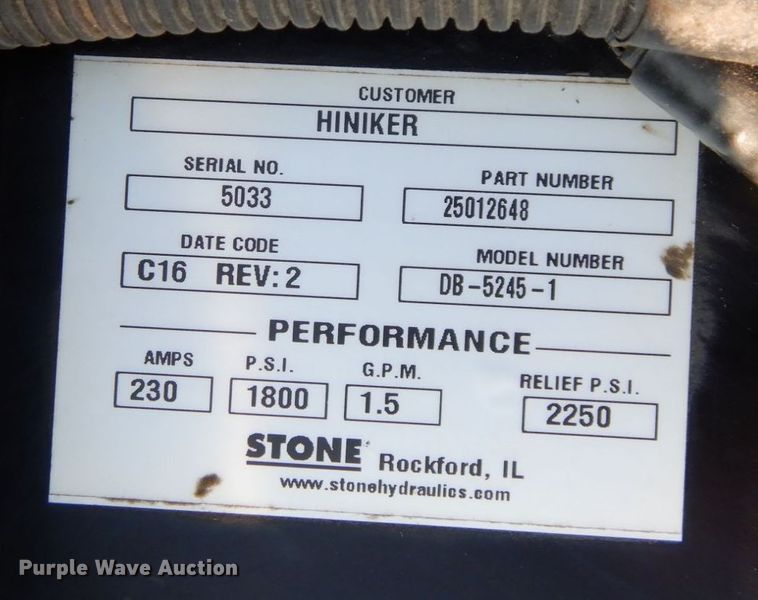 CUSTOMER
HINIKER
SERIAL NO.
5033
PART NUMBER
25012648
DATE CODE
C16 REV: 2
MODEL NUMBER
DB-5245-1
PERFORMANCE
AMPS
230
P.S.I.
1800
G.P.M.
1.5
RELIEF P.S.I.
2250
STONE Rockford, IL
www.stonehydraulics.com
Purple Wave Auction